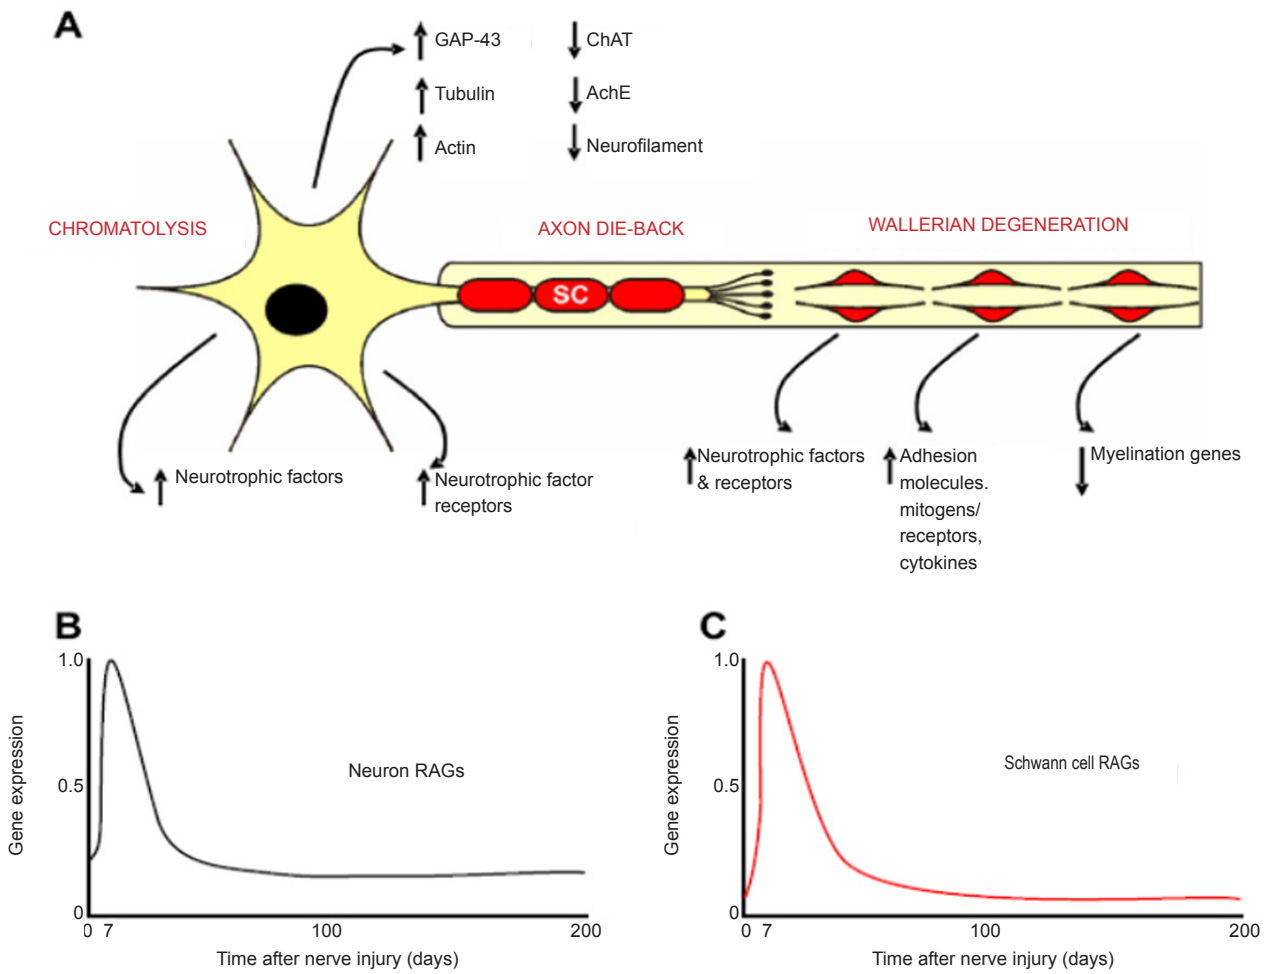 A
GAP-43
ChAT
Tubulin
AchE
Actin
Neurofilament
CHROMATOLYSIS
AXON DIE-BACK
WALLERIAN DEGENERATION
SC
Neurotrophic factors
Neurotrophic factor
receptors
Neurotrophic factors
& receptors
Adhesion
molecules.
mitogens/
receptors,
cytokines
Myelination genes
B
1.0
0.5
0
Gene expression
Neuron RAGs
0 7 100 200
Time after nerve injury (days)
C
1.0
0.5
0
Gene expression
Schwann cell RAGs
0 7 100 200
Time after nerve injury (days)